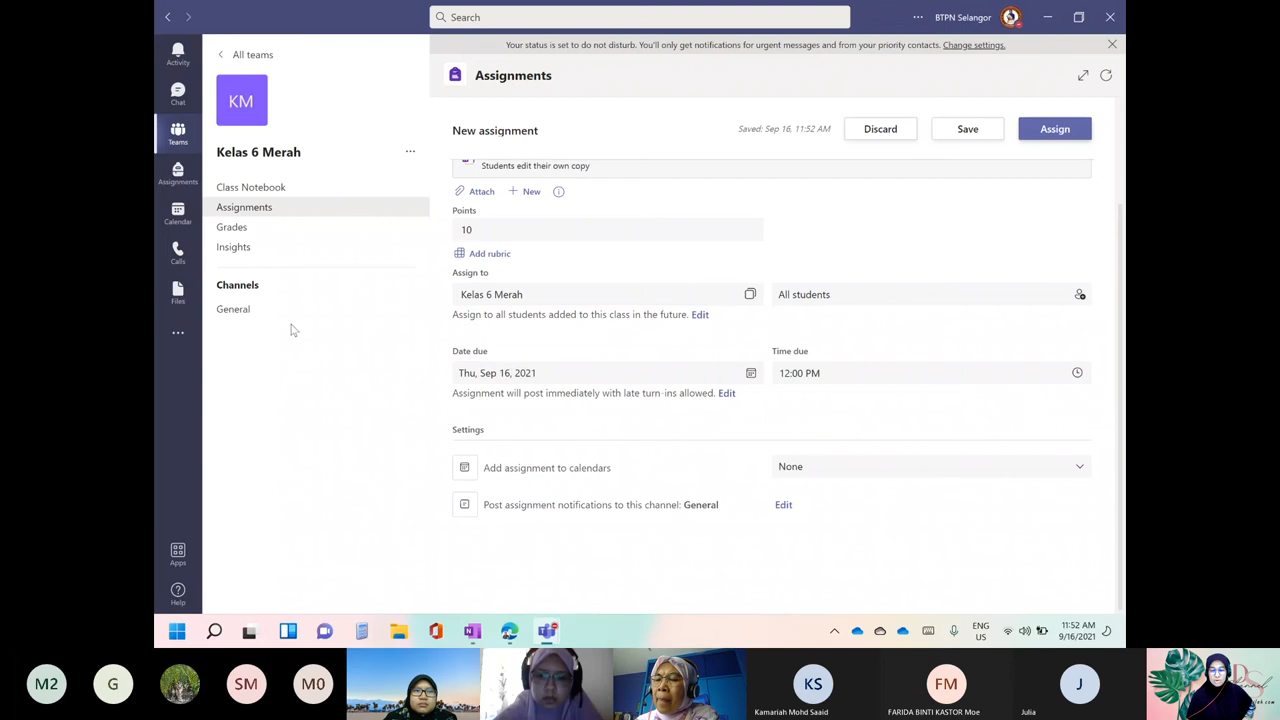 Search
BTPN Selangor
Your status is set to do not disturb. You'll only get notifications for urgent messages and from your priority contacts. Change settings.
Activity
Chat
Teams
Assignments
Calendar
Calls
Files
Apps
Help
All teams
KM
Kelas 6 Merah
Class Notebook
Assignments
Grades
Insights
Channels
General
Assignments
New assignment
Saved: Sep 16, 11:52 AM
Discard
Save
Assign
Students edit their own copy
Attach
New
Points
10
Add rubric
Assign to
Kelas 6 Merah
All students
Assign to all students added to this class in the future. Edit
Date due
Time due
Thu, Sep 16, 2021
12:00 PM
Assignment will post immediately with late turn-ins allowed. Edit
Settings
Add assignment to calendars
None
Post assignment notifications to this channel: General
Edit
ENG
US
11:52 AM
9/16/2021
M2
G
SM
M0
KS
Kamariah Mohd Saaid
FM
FARIDA BINTI KASTOR Moe
J
Julia